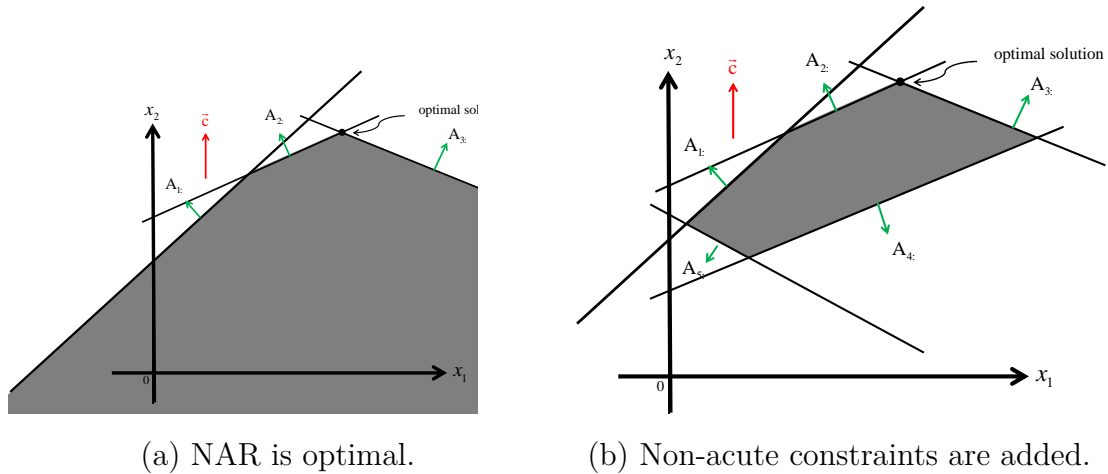 optimal solution
x₂
c⃗
A₂:
A₃:
x₂
c⃗
A₂:
optimal sol
A₃:
A₁:
A₁:
A₅:
A₄:
0
x₁
0
x₁
(a) NAR is optimal.
(b) Non-acute constraints are added.